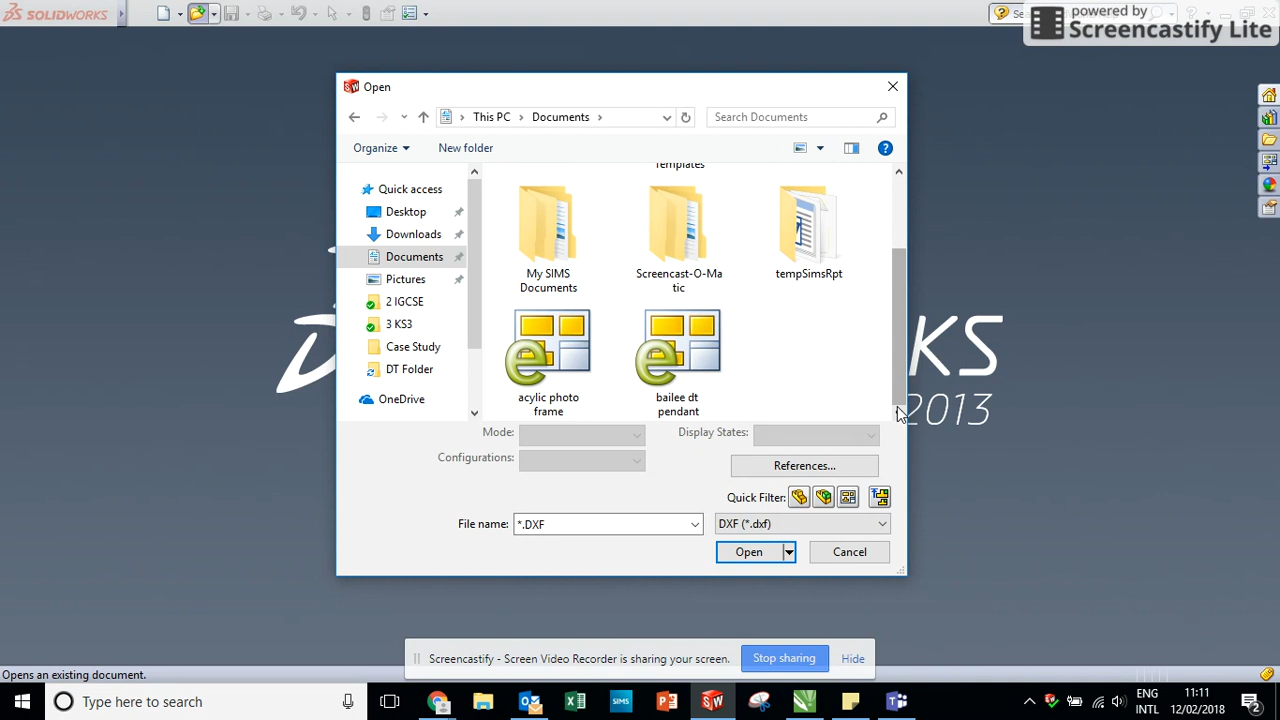 SOLIDWORKS
powered by
Screencastify Lite
Open
This PC
Documents
Search Documents
Organize
New folder
Quick access
Desktop
Downloads
Documents
Pictures
2 IGCSE
3 KS3
Case Study
DT Folder
OneDrive
Templates
My SIMS
Documents
Screencast-O-Ma
tic
tempSimsRpt
acylic photo
frame
bailee dt
pendant
KS
2013
Mode:
Display States:
Configurations:
References...
Quick Filter:
File name:
*.DXF
DXF (*.dxf)
Open
Cancel
Screencastify - Screen Video Recorder is sharing your screen.
Stop sharing
Hide
Opens an existing document.
Type here to search
SIMS
ENG
INTL
11:11
12/02/2018
2